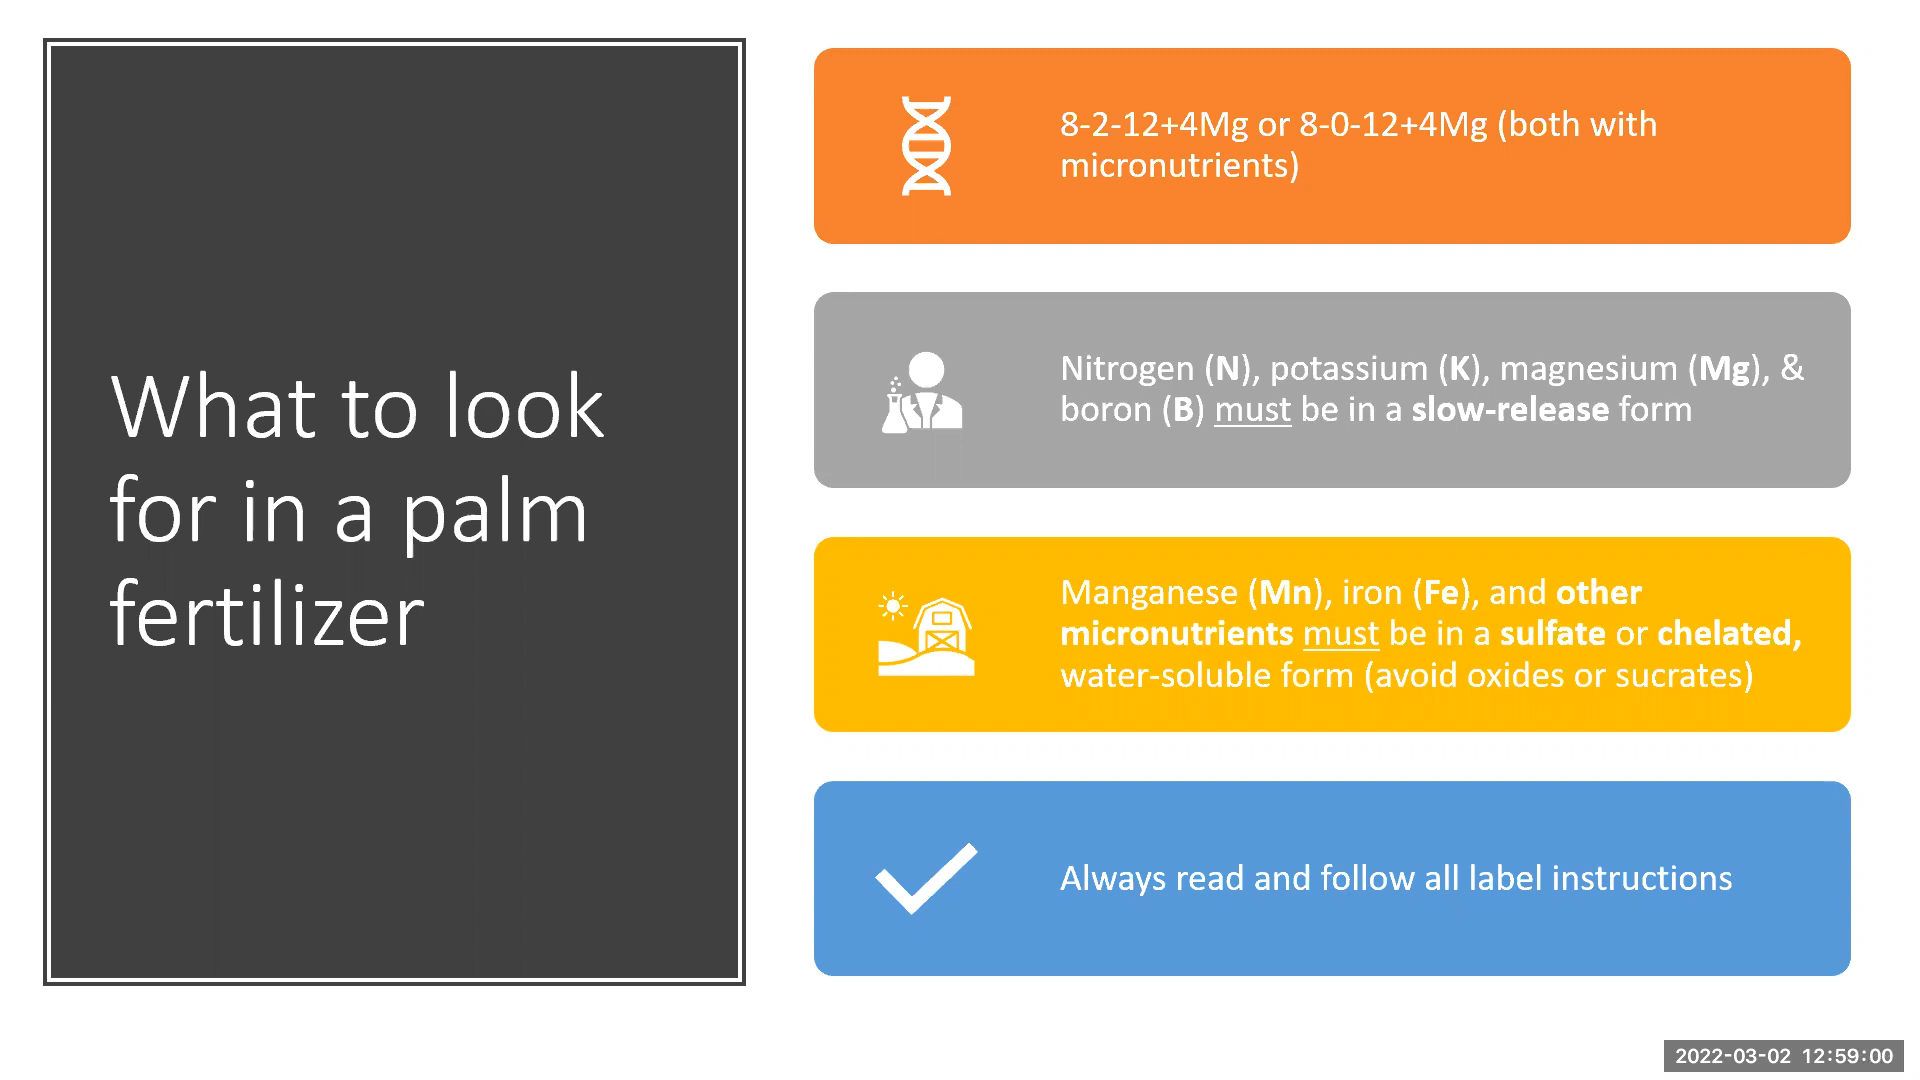 What to look
for in a palm
fertilizer
8-2-12+4Mg or 8-0-12+4Mg (both with
micronutrients)
Nitrogen (N), potassium (K), magnesium (Mg), &
boron (B) must be in a slow-release form
Manganese (Mn), iron (Fe), and other
micronutrients must be in a sulfate or chelated,
water-soluble form (avoid oxides or sucrates)
Always read and follow all label instructions
2022-03-02 12:59:00